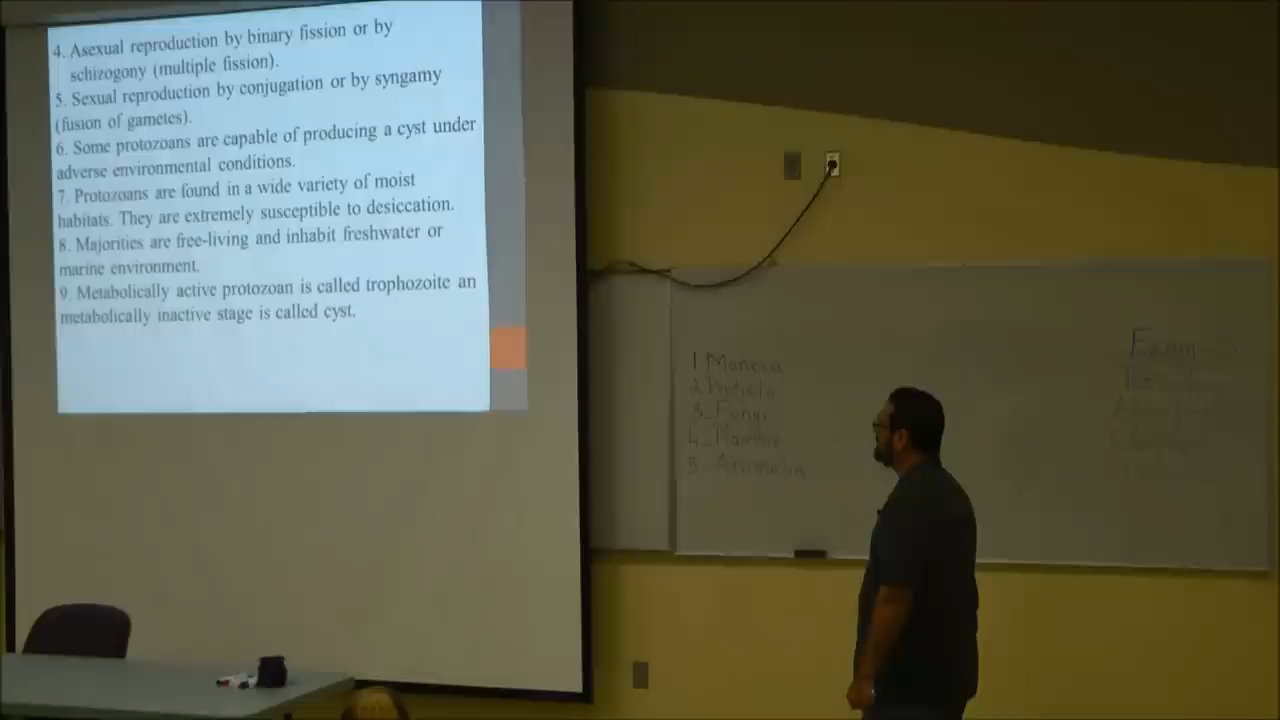 4. Asexual reproduction by binary fission or by
schizogony (multiple fission).
5. Sexual reproduction by conjugation or by syngamy
(fusion of gametes).
6. Some protozoans are capable of producing a cyst under
adverse environmental conditions.
7. Protozoans are found in a wide variety of moist
habitats. They are extremely susceptible to desiccation.
8. Majorities are free-living and inhabit freshwater or
marine environment.
9. Metabolically active protozoan is called trophozoite an
metabolically inactive stage is called cyst.
1 Monera
2 Protista
3_ Fungi
4_ Plantae
5_ Animalia
Exam